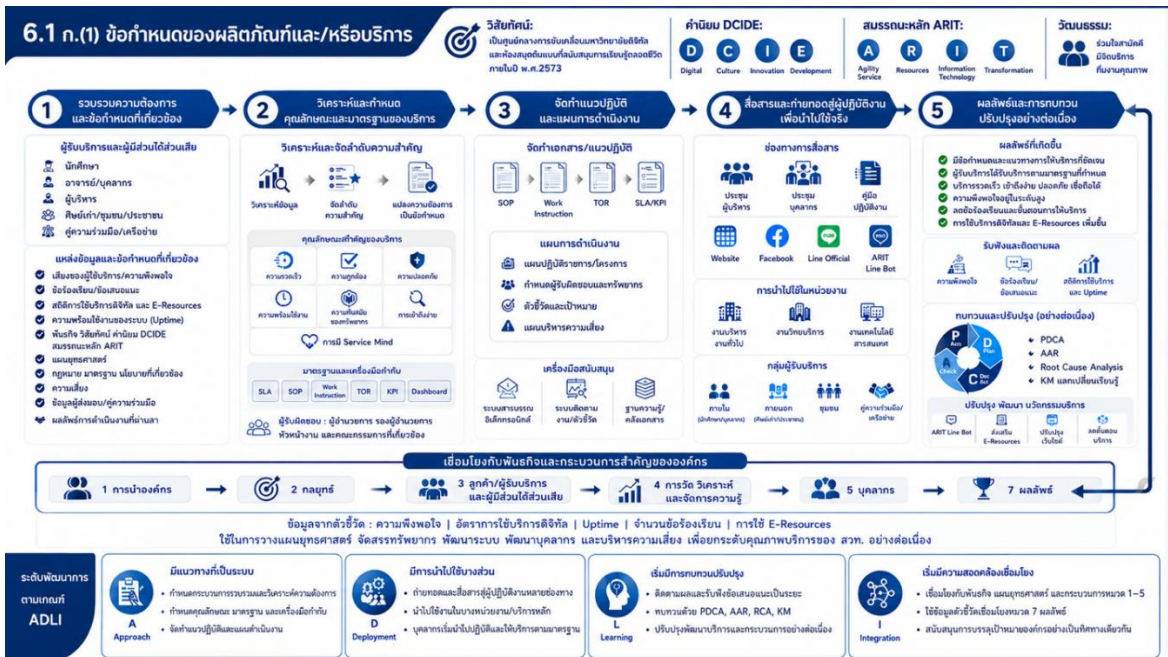 6.1 ก.(1) ข้อกำหนดของผลิตภัณฑ์และ/หรือบริการ
วิสัยทัศน์:
เป็นศูนย์กลางการขับเคลื่อนมหาวิทยาลัยดิจิทัล
และห้องสมุดต้นแบบที่สนับสนุนการเรียนรู้ตลอดชีวิต
ภายในปี พ.ศ.2573
ค่านิยม DCIDE:
D C I E
Digital Culture Innovation Development
สมรรถนะหลัก ARIT:
A R I T
Agility Service
Resources
Information Technology
Transformation
วัฒนธรรม:
ร่วมใจสามัคคี
มีจิตบริการ
ทีมงานคุณภาพ
1 รวบรวมความต้องการ
และข้อกำหนดที่เกี่ยวข้อง
ผู้รับบริการและผู้มีส่วนได้ส่วนเสีย
นักศึกษา
อาจารย์/บุคลากร
ผู้บริหาร
ศิษย์เก่า/ชุมชน/ประชาชน
คู่ความร่วมมือ/เครือข่าย
แหล่งข้อมูลและข้อกำหนดที่เกี่ยวข้อง
เสียงของผู้ใช้บริการ/ความพึงพอใจ
ข้อร้องเรียน/ข้อเสนอแนะ
สถิติการใช้บริการดิจิทัล และ E-Resources
ความพร้อมใช้งานของระบบ (Uptime)
พันธกิจ วิสัยทัศน์ ค่านิยม DCIDE
สมรรถนะหลัก ARIT
แผนยุทธศาสตร์
กฎหมาย มาตรฐาน นโยบายที่เกี่ยวข้อง
ความเสี่ยง
ข้อมูลผู้ส่งมอบ/คู่ความร่วมมือ
ผลลัพธ์การดำเนินงานที่ผ่านมา
2 วิเคราะห์และกำหนด
คุณลักษณะและมาตรฐานของบริการ
วิเคราะห์และจัดลำดับความสำคัญ
วิเคราะห์ข้อมูล
จัดลำดับ
ความสำคัญ
แปลงความต้องการ
เป็นข้อกำหนด
คุณลักษณะสำคัญของบริการ
ความรวดเร็ว
ความถูกต้อง
ความปลอดภัย
ความพร้อมใช้งาน
ความทันสมัย
ของทรัพยากร
การเข้าถึงง่าย
การมี Service Mind
มาตรฐานและเครื่องมือกำกับ
SLA SOP Work Instruction TOR KPI Dashboard
ผู้รับผิดชอบ : ผู้อำนวยการ รองผู้อำนวยการ
หัวหน้างาน และคณะกรรมการที่เกี่ยวข้อง
3 จัดทำแนวปฏิบัติ
และแผนการดำเนินงาน
จัดทำเอกสาร/แนวปฏิบัติ
SOP
Work Instruction
TOR
SLA/KPI
แผนการดำเนินงาน
แผนปฏิบัติราชการ/โครงการ
กำหนดผู้รับผิดชอบและทรัพยากร
ตัวชี้วัดและเป้าหมาย
แผนบริหารความเสี่ยง
เครื่องมือสนับสนุน
ระบบสารบรรณ
อิเล็กทรอนิกส์
ระบบติดตาม
งาน/ตัวชี้วัด
ฐานความรู้/
คลังเอกสาร
4 สื่อสารและถ่ายทอดสู่ผู้ปฏิบัติงาน
เพื่อนำไปใช้จริง
ช่องทางการสื่อสาร
ประชุม
ผู้บริหาร
ประชุม
บุคลากร
คู่มือ
ปฏิบัติงาน
Website
Facebook
Line Official
ARIT
Line Bot
การนำไปใช้ในหน่วยงาน
งานบริหาร
งานทั่วไป
งานวิทยบริการ
งานเทคโนโลยี
สารสนเทศ
กลุ่มผู้รับบริการ
ภายใน
(นักศึกษา/บุคลากร)
ภายนอก
(ศิษย์เก่า/ประชาชน)
ชุมชน
คู่ความร่วมมือ/
เครือข่าย
5 ผลลัพธ์และการทบทวน
ปรับปรุงอย่างต่อเนื่อง
ผลลัพธ์ที่เกิดขึ้น
มีข้อกำหนดและแนวทางการให้บริการที่ชัดเจน
ผู้รับบริการได้รับบริการตามมาตรฐานที่กำหนด
บริการรวดเร็ว เข้าถึงง่าย ปลอดภัย เชื่อถือได้
ความพึงพอใจอยู่ในระดับสูง
ลดข้อร้องเรียนและขั้นตอนการให้บริการ
การใช้บริการดิจิทัลและ E-Resources เพิ่มขึ้น
รับฟังและติดตามผล
ความพึงพอใจ
ข้อร้องเรียน/
ข้อเสนอแนะ
สถิติการใช้บริการ
และ Uptime
ทบทวนและปรับปรุง (อย่างต่อเนื่อง)
P
D
Plan
A
Check
C
PDCA
AAR
Root Cause Analysis
KM แลกเปลี่ยนเรียนรู้
ปรับปรุง พัฒนา นวัตกรรมบริการ
ARIT Line Bot
ส่งเสริม
E-Resources
ปรับปรุง
เว็บไซต์
ลดขั้นตอน
บริการ
เชื่อมโยงกับพันธกิจและกระบวนการสำคัญขององค์กร
1 การนำองค์กร
2 กลยุทธ์
3 ลูกค้า/ผู้รับบริการ
และผู้มีส่วนได้ส่วนเสีย
4 การวัด วิเคราะห์
และจัดการความรู้
5 บุคลากร
7 ผลลัพธ์
ข้อมูลจากตัวชี้วัด : ความพึงพอใจ | อัตราการใช้บริการดิจิทัล | Uptime | จำนวนข้อร้องเรียน | การใช้ E-Resources
ใช้ในการวางแผนยุทธศาสตร์ จัดสรรทรัพยากร พัฒนาระบบ พัฒนาบุคลากร และบริหารความเสี่ยง เพื่อยกระดับคุณภาพบริการของ สวท. อย่างต่อเนื่อง
ระดับพัฒนาการ
ตามเกณฑ์
ADLI
A
Approach
มีแนวทางที่เป็นระบบ
กำหนดกระบวนการรวบรวมและวิเคราะห์ความต้องการ
กำหนดคุณลักษณะ มาตรฐาน และเครื่องมือกำกับ
จัดทำแนวปฏิบัติและแผนดำเนินงาน
D
Deployment
มีการนำไปใช้บางส่วน
ถ่ายทอดและสื่อสารสู่ผู้ปฏิบัติงานหลายช่องทาง
นำไปใช้งานในบางหน่วยงาน/บริการหลัก
บุคลากรเริ่มนำไปปฏิบัติและให้บริการตามมาตรฐาน
L
Learning
เริ่มมีการทบทวนปรับปรุง
ติดตามผลและรับฟังข้อเสนอแนะเป็นระยะ
ทบทวนด้วย PDCA, AAR, RCA, KM
ปรับปรุงพัฒนาบริการและกระบวนการอย่างต่อเนื่อง
I
Integration
เริ่มมีความสอดคล้องเชื่อมโยง
เชื่อมโยงกับพันธกิจ แผนยุทธศาสตร์ และกระบวนการหมวด 1–5
ใช้ข้อมูลตัวชี้วัดเชื่อมโยงหมวด 7 ผลลัพธ์
สนับสนุนการบรรลุเป้าหมายองค์กรอย่างเป็นทิศทางเดียวกัน